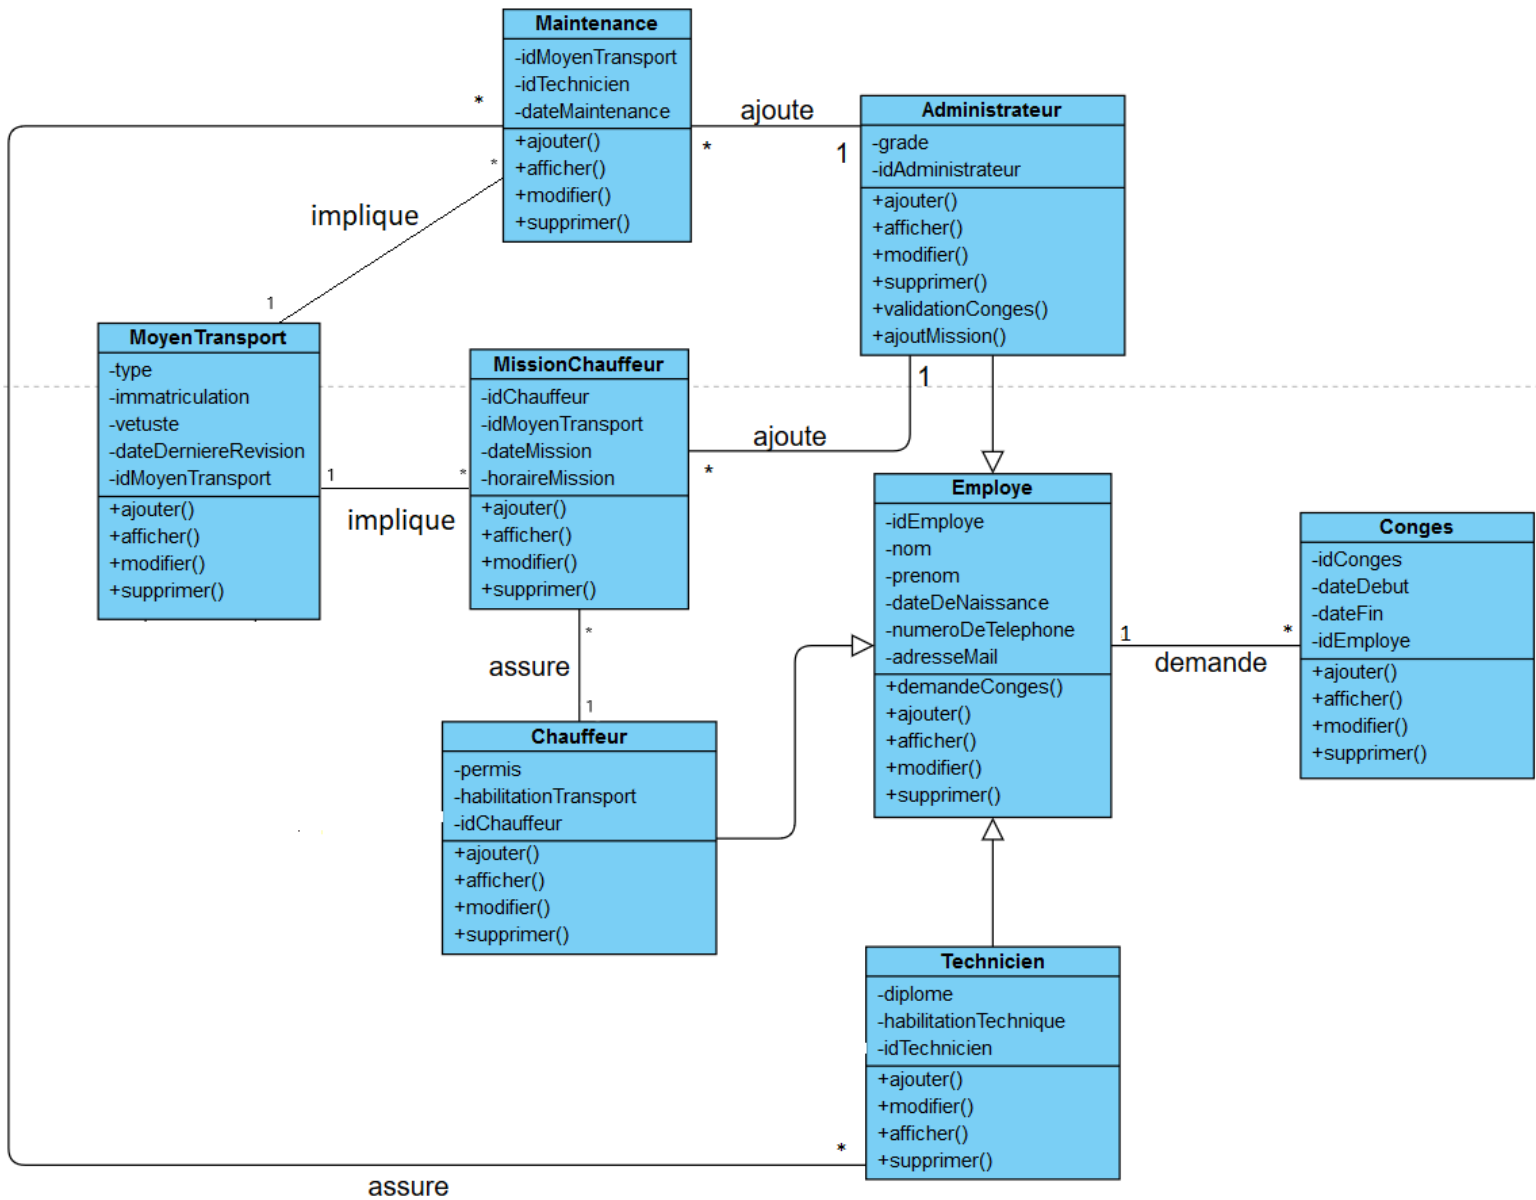 Maintenance
-idMoyenTransport
-idTechnicien
-dateMaintenance
+ajouter()
+afficher()
+modifier()
+supprimer()
*
*
ajoute
*
1
Administrateur
-grade
-idAdministrateur
+ajouter()
+afficher()
+modifier()
+supprimer()
+validationConges()
+ajoutMission()
implique
1
MoyenTransport
-type
-immatriculation
-vetuste
-dateDerniereRevision
-idMoyenTransport
+ajouter()
+afficher()
+modifier()
+supprimer()
1
*
implique
MissionChauffeur
-idChauffeur
-idMoyenTransport
-dateMission
-horaireMission
+ajouter()
+afficher()
+modifier()
+supprimer()
1
ajoute
*
*
assure
1
Employe
-idEmploye
-nom
-prenom
-dateDeNaissance
-numeroDeTelephone
-adresseMail
+demandeConges()
+ajouter()
+afficher()
+modifier()
+supprimer()
1
*
demande
Conges
-idConges
-dateDebut
-dateFin
-idEmploye
+ajouter()
+afficher()
+modifier()
+supprimer()
Chauffeur
-permis
-habilitationTransport
-idChauffeur
+ajouter()
+afficher()
+modifier()
+supprimer()
Technicien
-diplome
-habilitationTechnique
-idTechnicien
+ajouter()
+modifier()
+afficher()
+supprimer()
*
assure